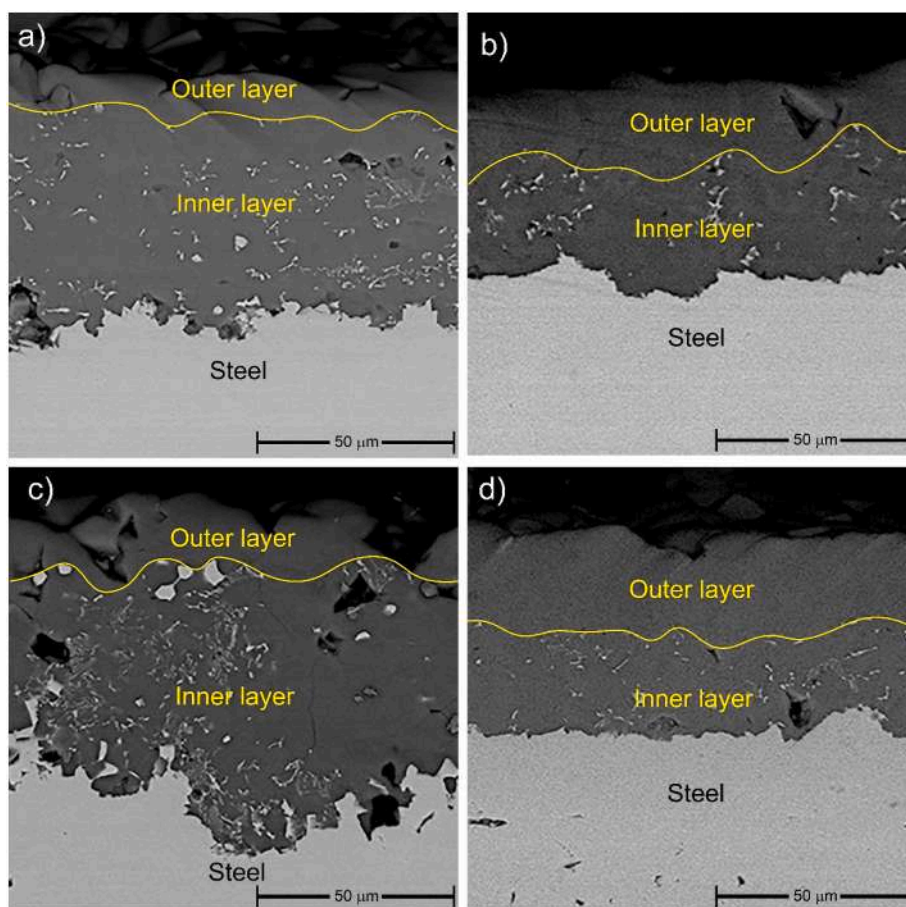 a)
Outer layer
Inner layer
Steel
50 μm
b)
Outer layer
Inner layer
Steel
50 μm
c)
Outer layer
Inner layer
Steel
50 μm
d)
Outer layer
Inner layer
Steel
50 μm